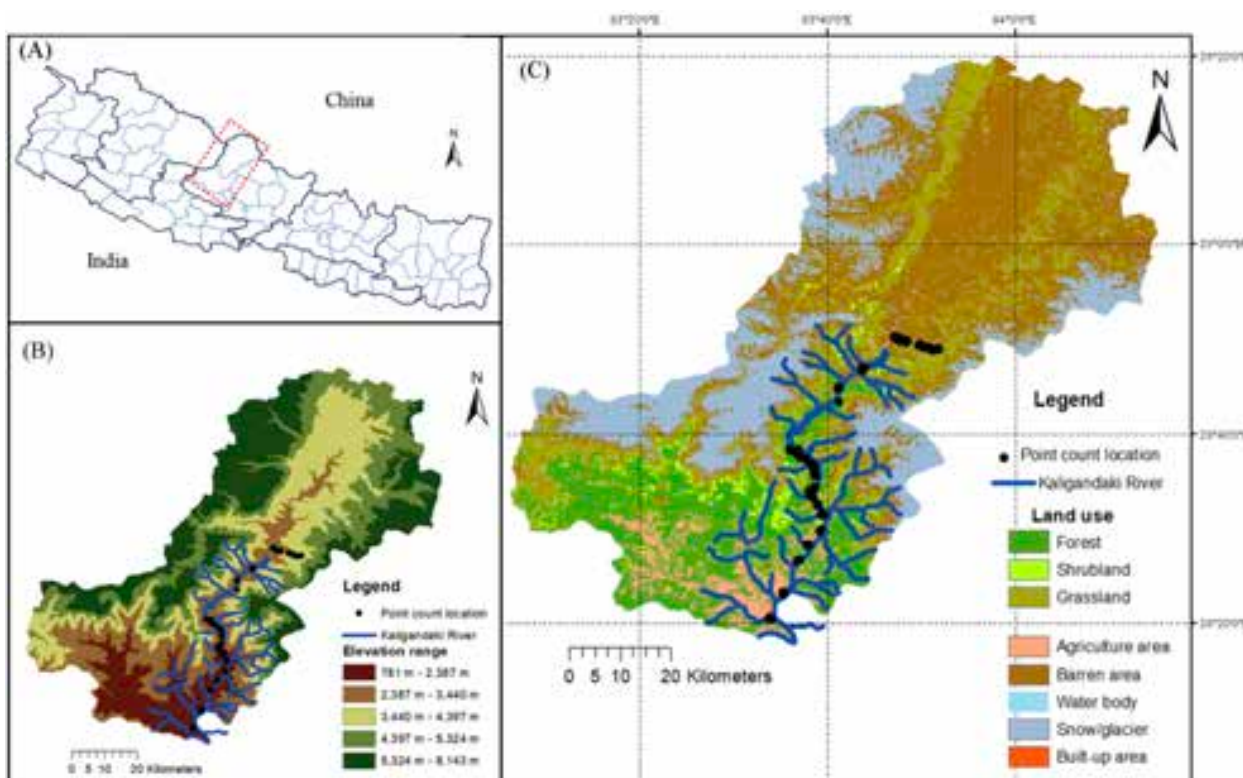 (A)
China
N
India
(B)
N
Legend
Point count location
Kaligandaki River
Elevation range
781 m - 2,387 m
2,387 m - 3,440 m
3,440 m - 4,397 m
4,397 m - 5,324 m
5,324 m - 8,143 m
0 5 10 20 Kilometers
(C)
N
Legend
Point count location
Kaligandaki River
Land use
Forest
Shrubland
Grassland
Agriculture area
Barren area
Water body
Snow/glacier
Built-up area
0 5 10 20 Kilometers